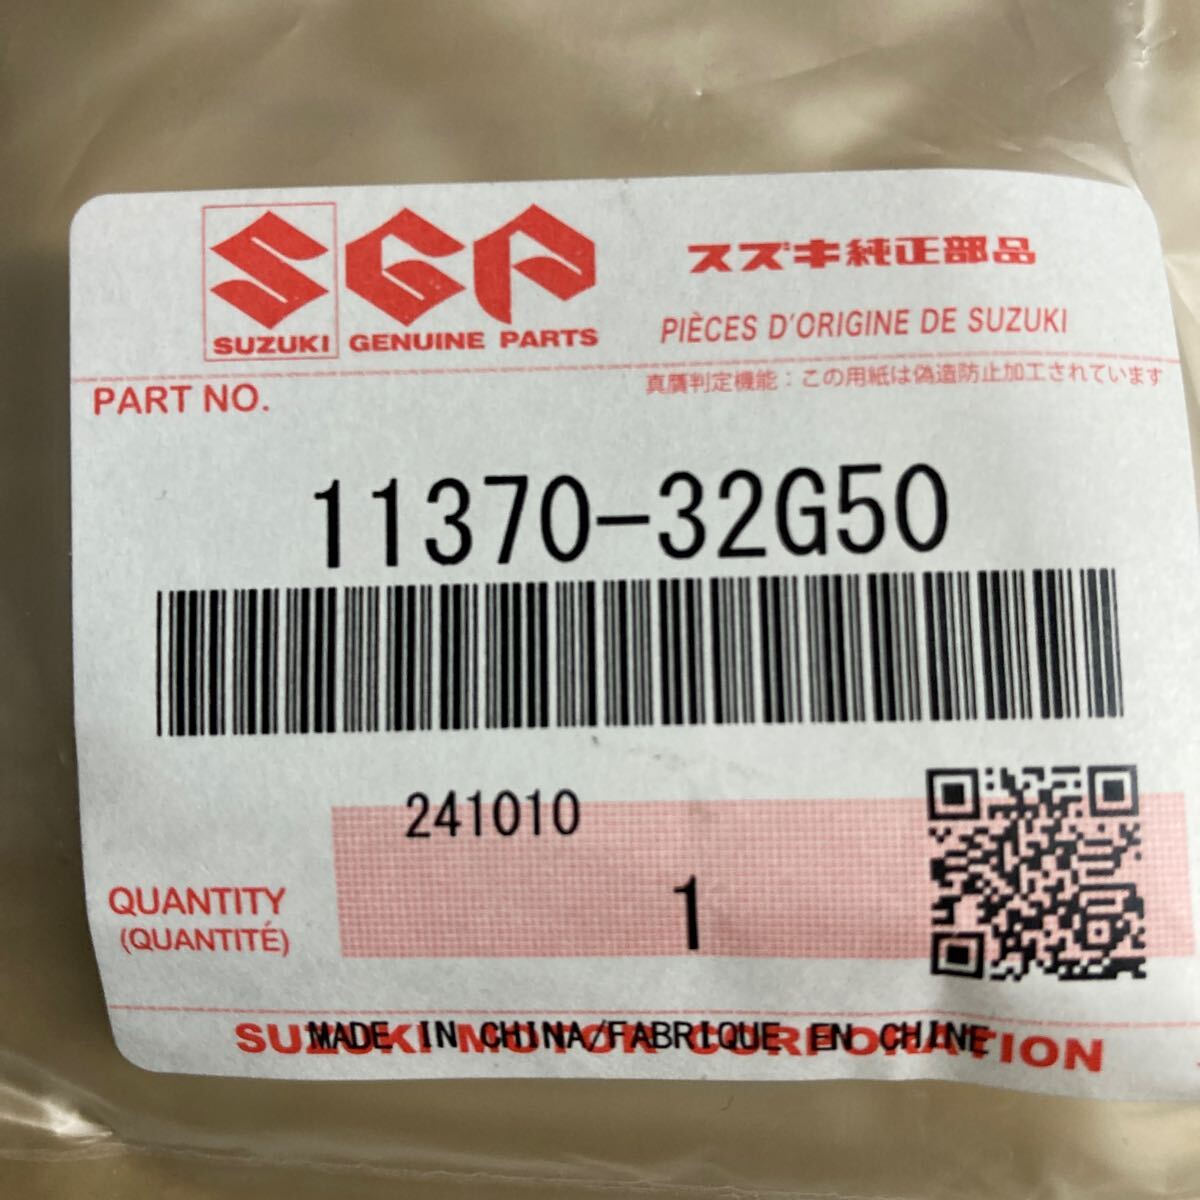 SGP
SUZUKI GENUINE PARTS
スズキ純正部品
PIÈCES D'ORIGINE DE SUZUKI
真贋判定機能：この用紙は偽造防止加工されています
PART NO.
11370-32G50
241010
QUANTITY
(QUANTITÉ)
1
SUZUKI MOTOR CORPORATION
MADE IN CHINA/FABRIQUE EN CHINE